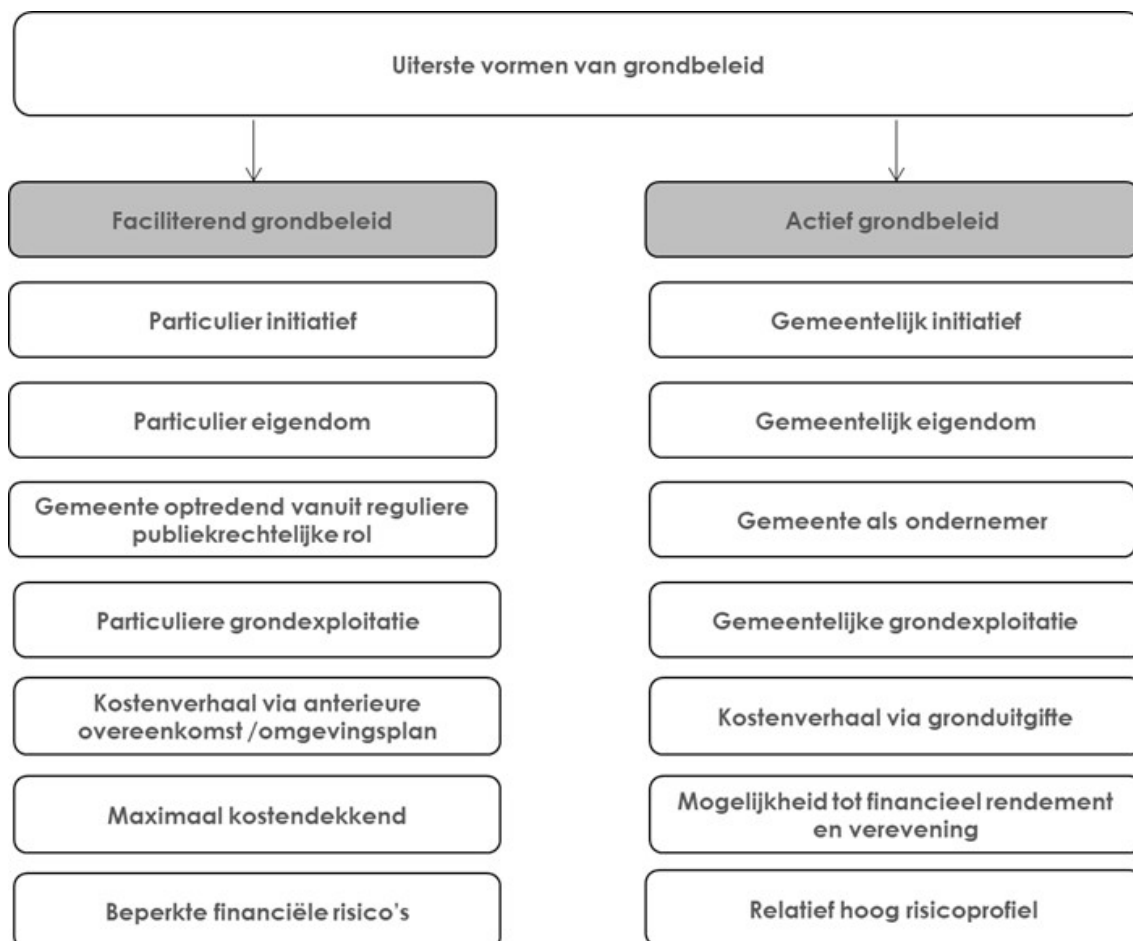 Uiterste vormen van grondbeleid
Faciliterend grondbeleid
Particulier initiatief
Particulier eigendom
Gemeente optredend vanuit reguliere
publiekrechtelijke rol
Particuliere grondexploitatie
Kostenverhaal via anterieure
overeenkomst /omgevingsplan
Maximaal kostendekkend
Beperkte financiële risico's
Actief grondbeleid
Gemeentelijk initiatief
Gemeentelijk eigendom
Gemeente als ondernemer
Gemeentelijke grondexploitatie
Kostenverhaal via gronduitgifte
Mogelijkheid tot financieel rendement
en verevening
Relatief hoog risicoprofiel